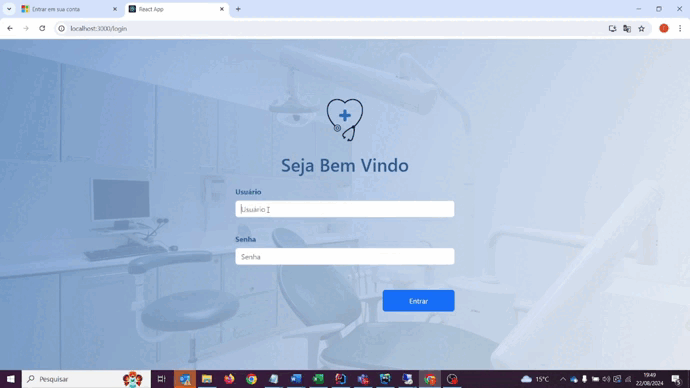 Entrar em sua conta
React App
localhost:3000/login
Seja Bem Vindo
Usuário
Usuário
Senha
Senha
Entrar
Pesquisar
15°C
19:49
22/08/2024